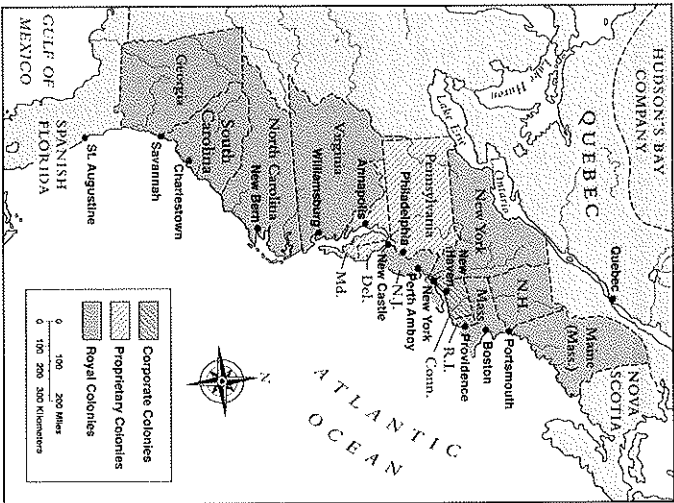 HUDSON'S BAY
COMPANY
QUEBEC
Quebec
NOVA
SCOTIA
Maine
(Mass.)
Lake Huron
Lake Erie
Ontario
N.H.
Portsmouth
New York
Mass.
Boston
Providence
R.I.
Conn.
New
Haven
New York
Perth Amboy
N.J.
Pennsylvania
Philadelphia
New Castle
Del.
Md.
Annapolis
Virginia
Williamsburg
North Carolina
New Bern
South
Carolina
Charlestown
Georgia
Savannah
St. Augustine
SPANISH
FLORIDA
GULF OF
MEXICO
ATLANTIC
OCEAN
N.
Corporate Colonies
Proprietary Colonies
Royal Colonies
0 100 200 Miles
0 100 200 300 Kilometers